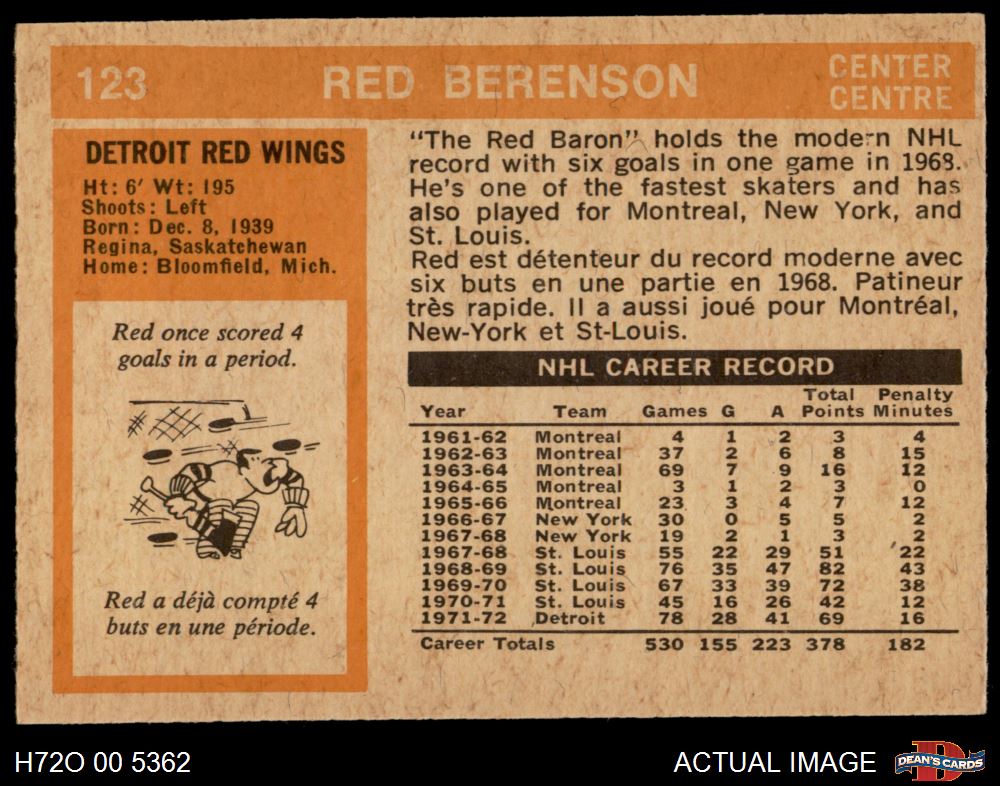 123 RED BERENSON CENTER
CENTRE
DETROIT RED WINGS
Ht: 6′ Wt: 195
Shoots: Left
Born: Dec. 8, 1939
Regina, Saskatchewan
Home: Bloomfield, Mich.
Red once scored 4
goals in a period.
Red a déjà compté 4
buts en une période.
“The Red Baron” holds the modern NHL
record with six goals in one game in 1968.
He's one of the fastest skaters and has
also played for Montreal, New York, and
St. Louis.
Red est détenteur du record moderne avec
six buts en une partie en 1968. Patineur
très rapide. Il a aussi joué pour Montréal,
New-York et St-Louis.
NHL CAREER RECORD
Total Penalty
Year Team Games G A Points Minutes
1961-62 Montreal 4 1 2 3 4
1962-63 Montreal 37 2 6 8 15
1963-64 Montreal 69 7 9 16 12
1964-65 Montreal 3 1 2 3 0
1965-66 Montreal 23 3 4 7 12
1966-67 New York 30 0 5 5 2
1967-68 New York 19 2 1 3 2
1967-68 St. Louis 55 22 29 51 22
1968-69 St. Louis 76 35 47 82 43
1969-70 St. Louis 67 33 39 72 38
1970-71 St. Louis 45 16 26 42 12
1971-72 Detroit 78 28 41 69 16
Career Totals 530 155 223 378 182
H72O 00 5362 ACTUAL IMAGE D DEAN'S CARDS